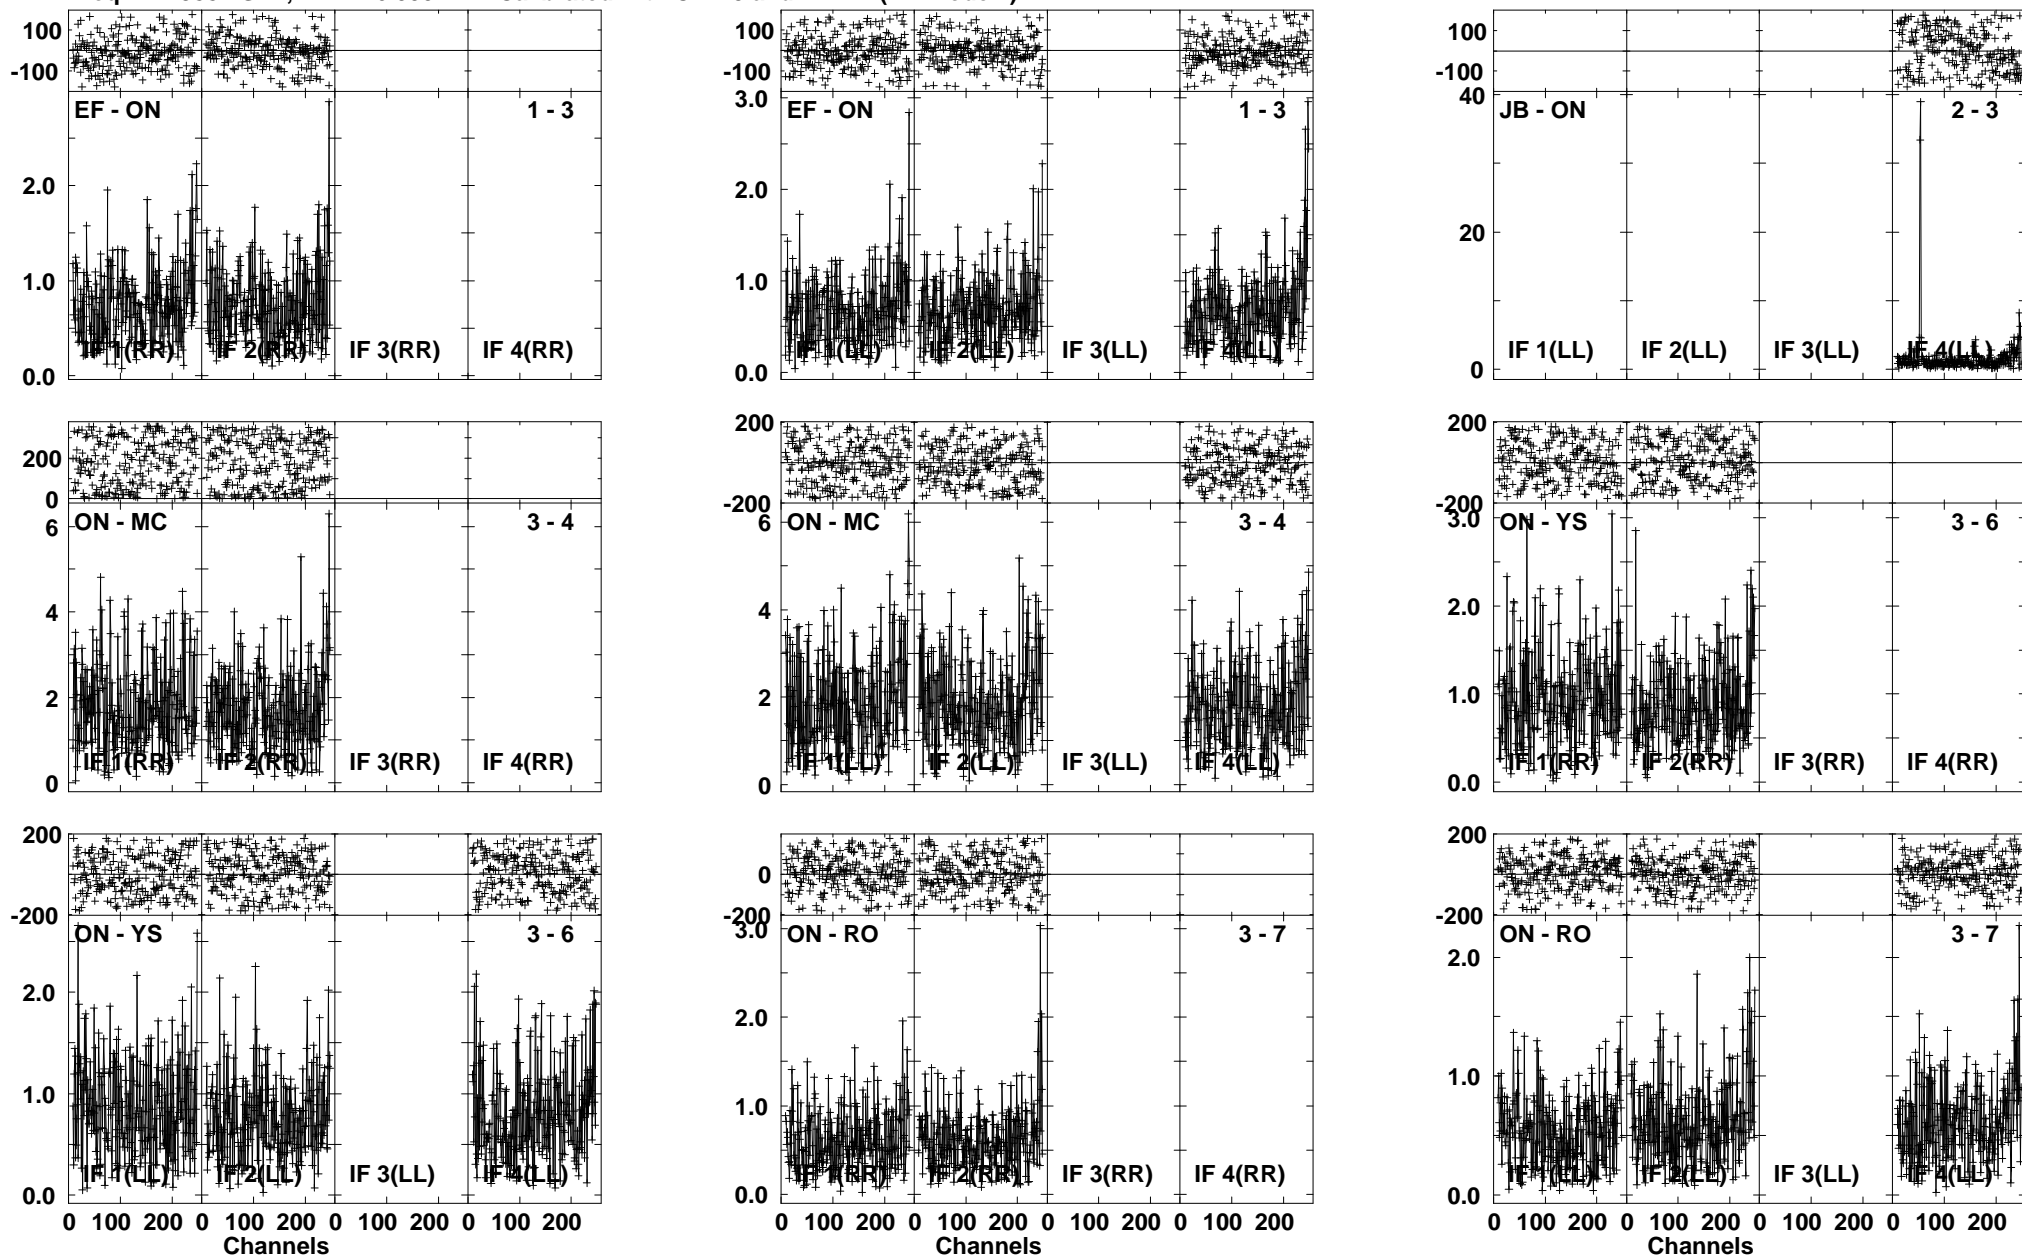 100
-100
EF - ON
1 - 3
2.0
1.0
0.0
IF 1(RR)
IF 2(RR)
IF 3(RR)
IF 4(RR)
100
-100
3.0
EF - ON
1 - 3
2.0
1.0
0.0
IF 1(LL)
IF 2(LL)
IF 3(LL)
IF 4(LL)
100
-100
40
JB - ON
2 - 3
20
0
IF 1(LL)
IF 2(LL)
IF 3(LL)
IF 4(LL)
200
0
ON - MC
3 - 4
6
4
2
0
IF 1(RR)
IF 2(RR)
IF 3(RR)
IF 4(RR)
200
-200
ON - MC
3 - 4
6
4
2
0
IF 1(LL)
IF 2(LL)
IF 3(LL)
IF 4(LL)
200
-200
3.0
ON - YS
3 - 6
2.0
1.0
0.0
IF 1(RR)
IF 2(RR)
IF 3(RR)
IF 4(RR)
200
-200
ON - YS
3 - 6
2.0
1.0
0.0
IF 1(LL)
IF 2(LL)
IF 3(LL)
IF 4(LL)
0 100 200 0 100 200 0 100 200 0 100 200
Channels
0
-200
3.0
ON - RO
3 - 7
2.0
1.0
0.0
IF 1(RR)
IF 2(RR)
IF 3(RR)
IF 4(RR)
0 100 200 0 100 200 0 100 200 0 100 200
Channels
200
-200
ON - RO
3 - 7
2.0
1.0
0.0
IF 1(LL)
IF 2(LL)
IF 3(LL)
IF 4(LL)
0 100 200 0 100 200 0 100 200 0 100 200
Channels